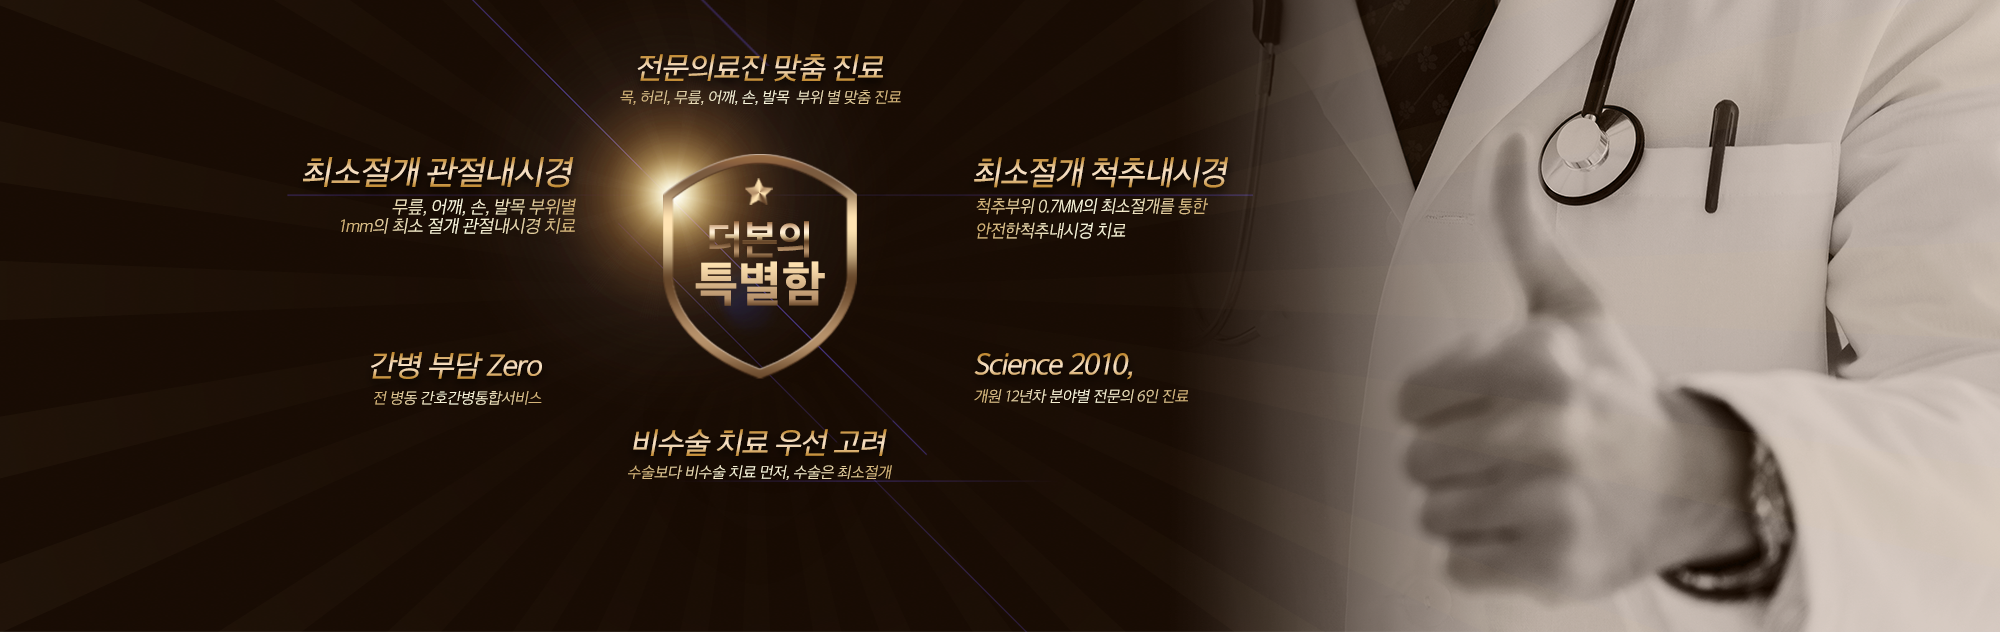 전문의료진 맞춤 진료
목, 허리, 무릎, 어깨, 손, 발목 부위 별 맞춤 진료
최소절개 관절내시경
무릎, 어깨, 손, 발목 부위별
1mm의 최소 절개 관절내시경 치료
더본의
특별함
최소절개 척추내시경
척추부위 0.7MM의 최소절개를 통한
안전한척추내시경 치료
간병 부담 Zero
전 병동 간호간병통합서비스
Science 2010,
개원 12년차 분야별 전문의 6인 진료
비수술 치료 우선 고려
수술보다 비수술 치료 먼저, 수술은 최소절개